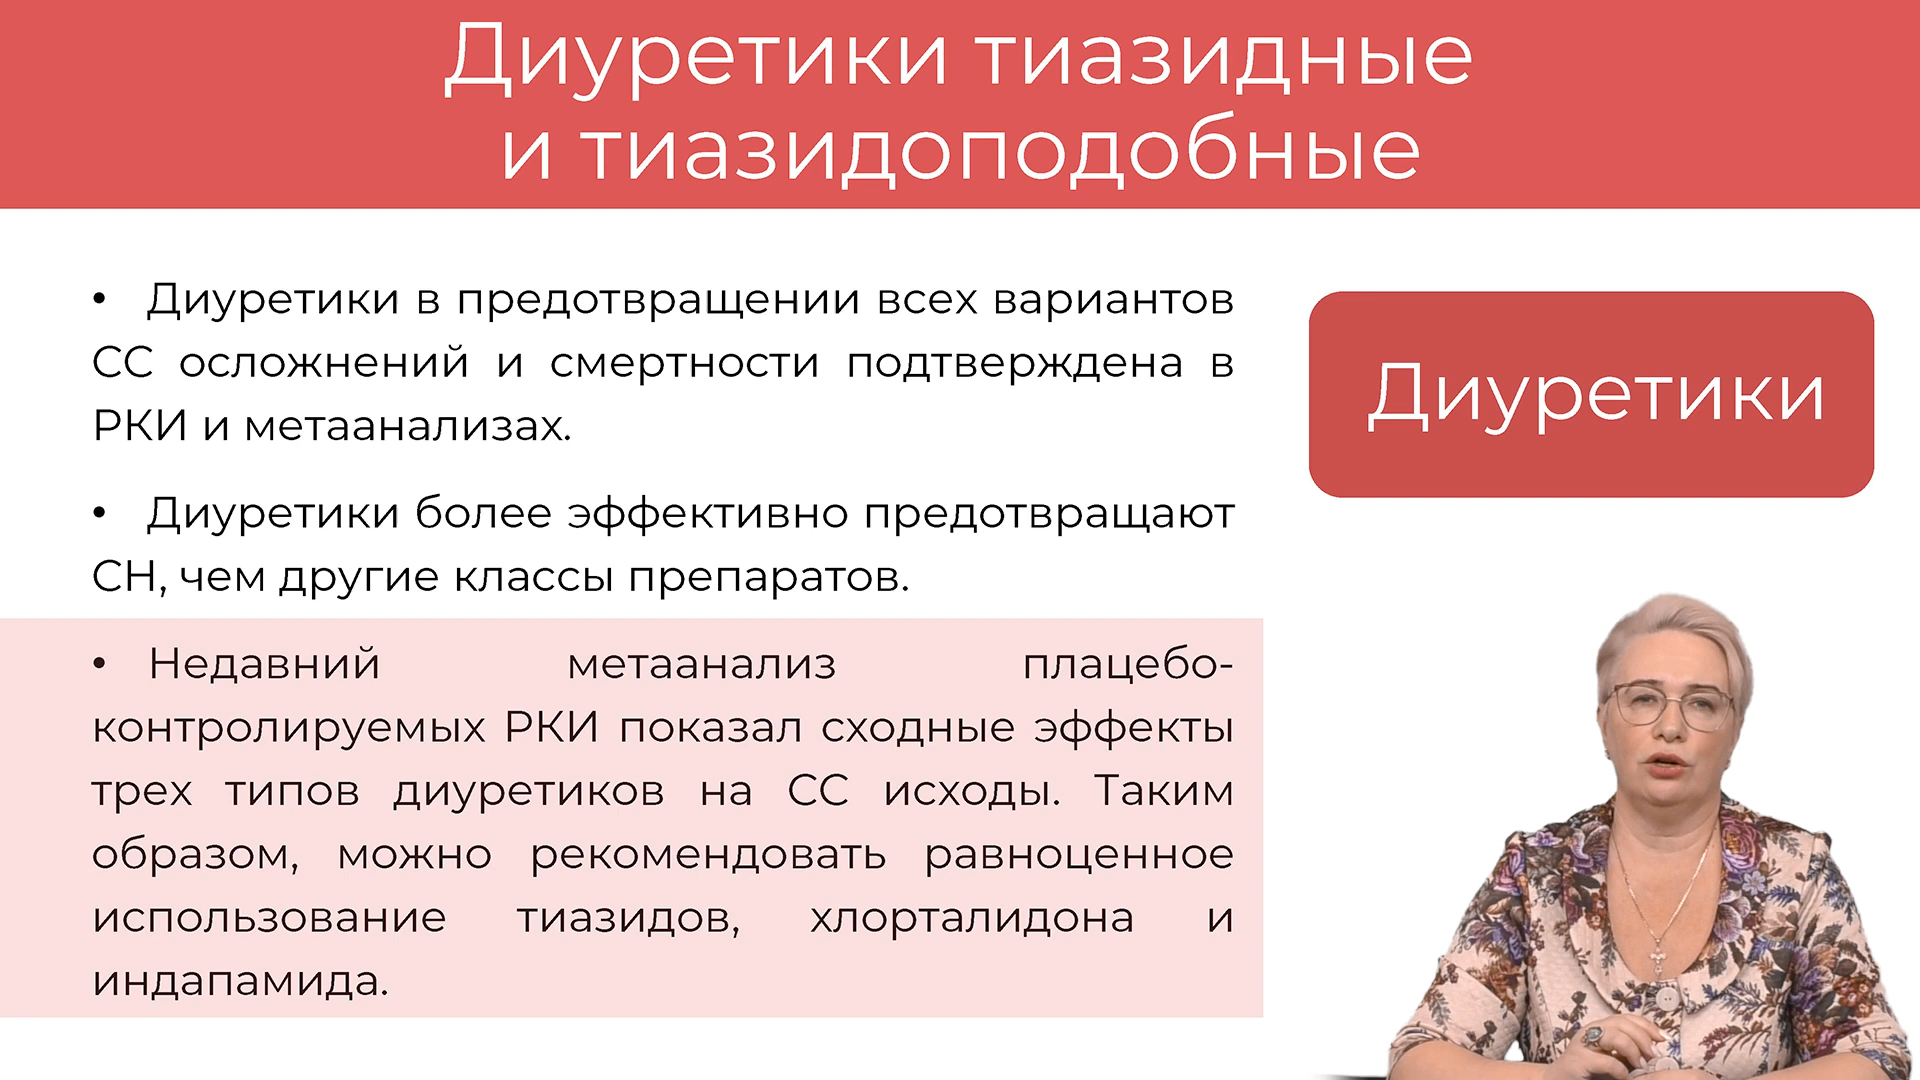 Диуретики тиазидные
и тиазидоподобные
• Диуретики в предотвращении всех вариантов
СС осложнений и смертности подтверждена в
РКИ и метаанализах.
• Диуретики более эффективно предотвращают
СН, чем другие классы препаратов.
• Недавний метаанализ плацебо-
контролируемых РКИ показал сходные эффекты
трех типов диуретиков на СС исходы. Таким
образом, можно рекомендовать равноценное
использование тиазидов, хлорталидона и
индапамида.
Диуретики